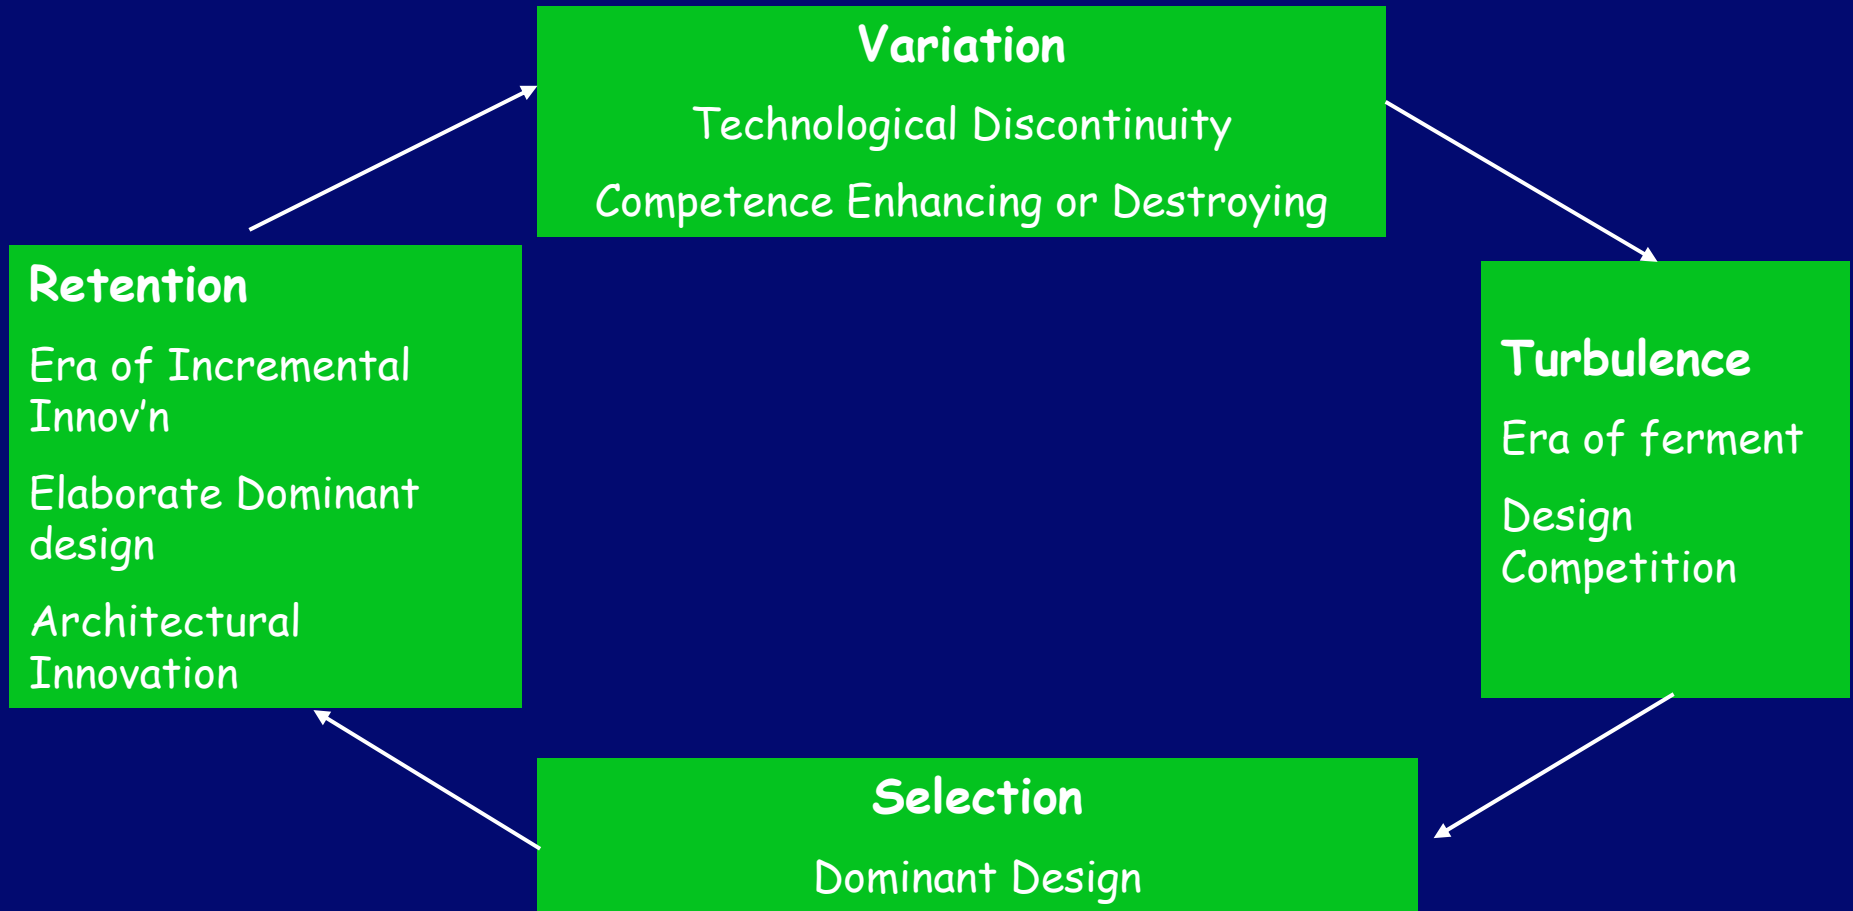 Variation
Technological Discontinuity
Competence Enhancing or Destroying
Retention
Era of Incremental
Innov’n
Elaborate Dominant
design
Architectural
Innovation
Turbulence
Era of ferment
Design
Competition
Selection
Dominant Design